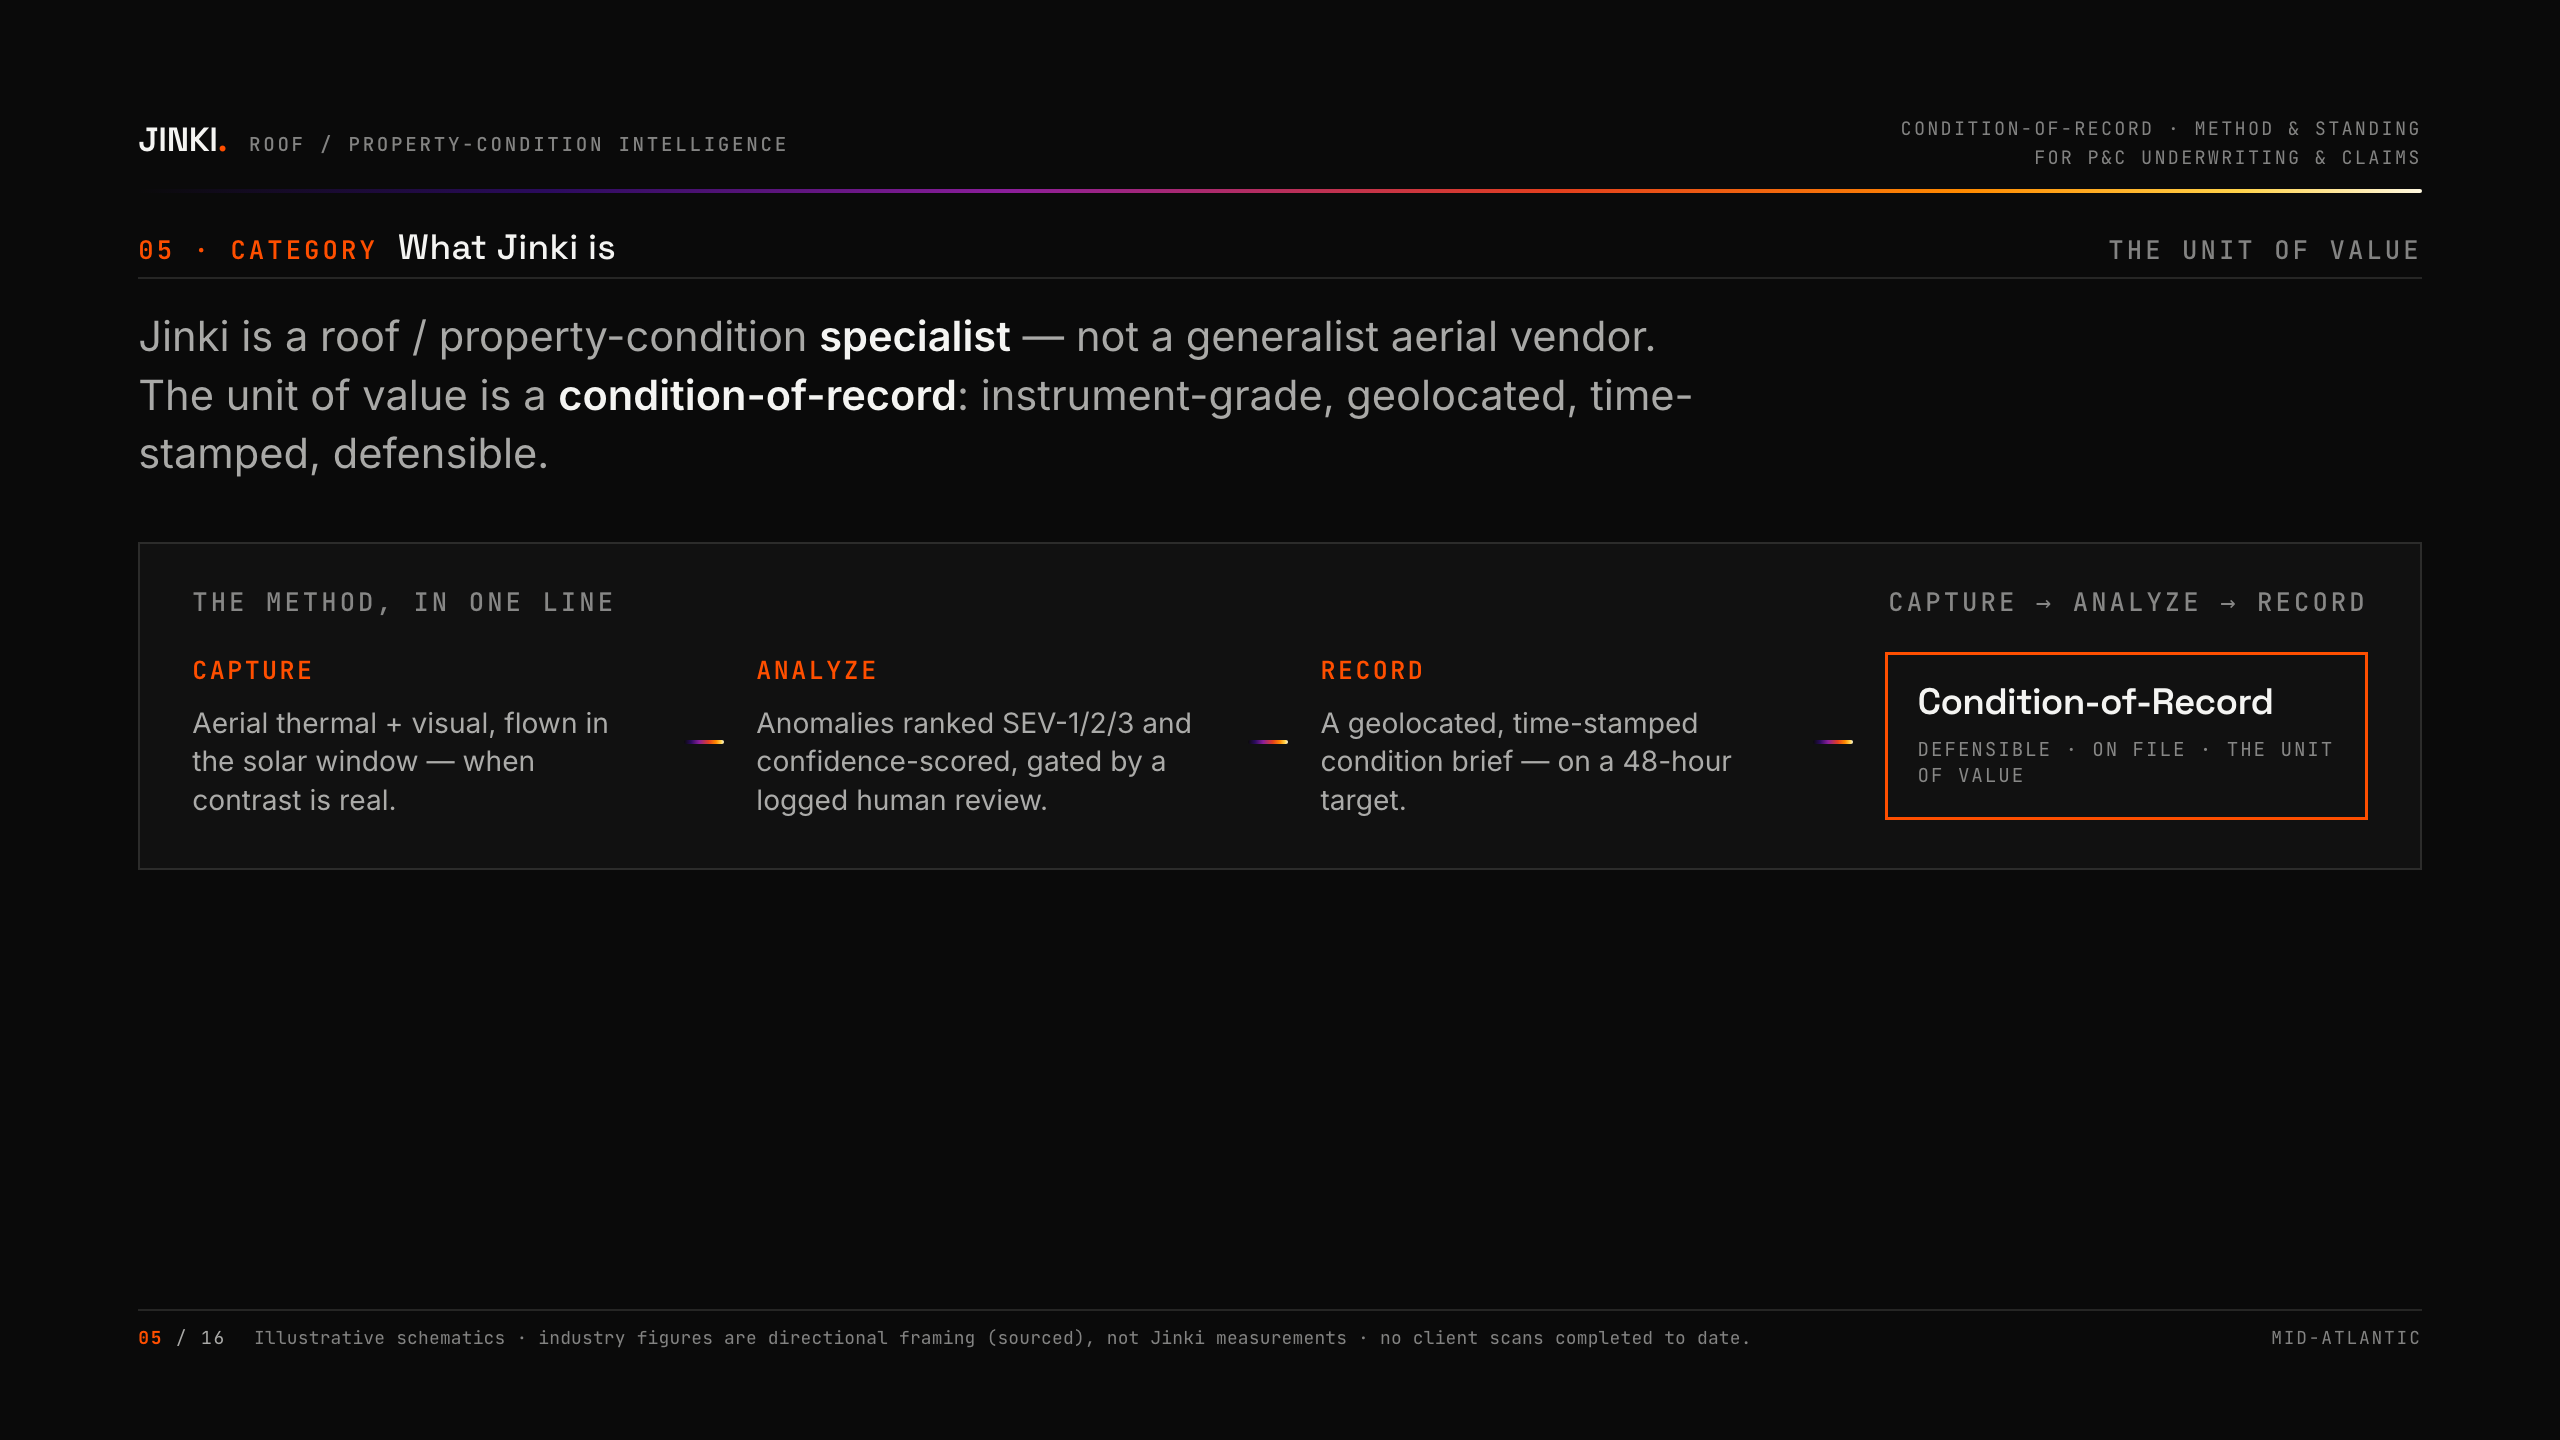 JINKI. ROOF / PROPERTY-CONDITION INTELLIGENCE
CONDITION-OF-RECORD · METHOD & STANDING
FOR P&C UNDERWRITING & CLAIMS
05 · CATEGORY What Jinki is
THE UNIT OF VALUE
Jinki is a roof / property-condition specialist — not a generalist aerial vendor.
The unit of value is a condition-of-record: instrument-grade, geolocated, time-
stamped, defensible.
THE METHOD, IN ONE LINE
CAPTURE → ANALYZE → RECORD
CAPTURE
Aerial thermal + visual, flown in
the solar window — when
contrast is real.
ANALYZE
Anomalies ranked SEV-1/2/3 and
confidence-scored, gated by a
logged human review.
RECORD
A geolocated, time-stamped
condition brief — on a 48-hour
target.
Condition-of-Record
DEFENSIBLE · ON FILE · THE UNIT
OF VALUE
05 / 16 Illustrative schematics · industry figures are directional framing (sourced), not Jinki measurements · no client scans completed to date.
MID-ATLANTIC